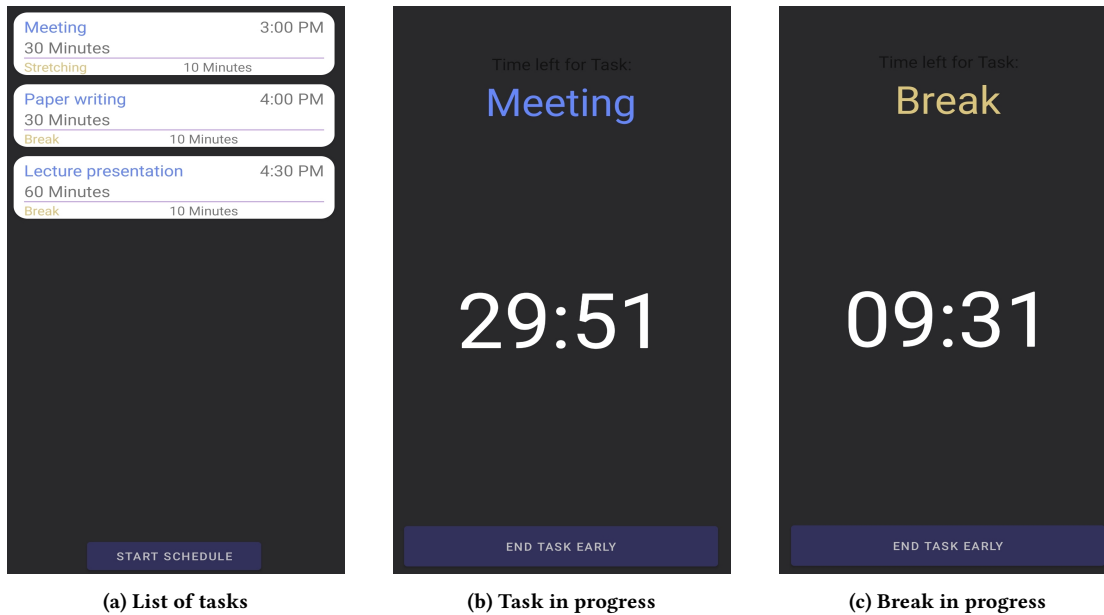 Meeting 3:00 PM
30 Minutes
Stretching 10 Minutes
Paper writing 4:00 PM
30 Minutes
Break 10 Minutes
Lecture presentation 4:30 PM
60 Minutes
Break 10 Minutes
START SCHEDULE
(a) List of tasks
Time left for Task:
Meeting
29:51
END TASK EARLY
(b) Task in progress
Time left for Task:
Break
09:31
END TASK EARLY
(c) Break in progress